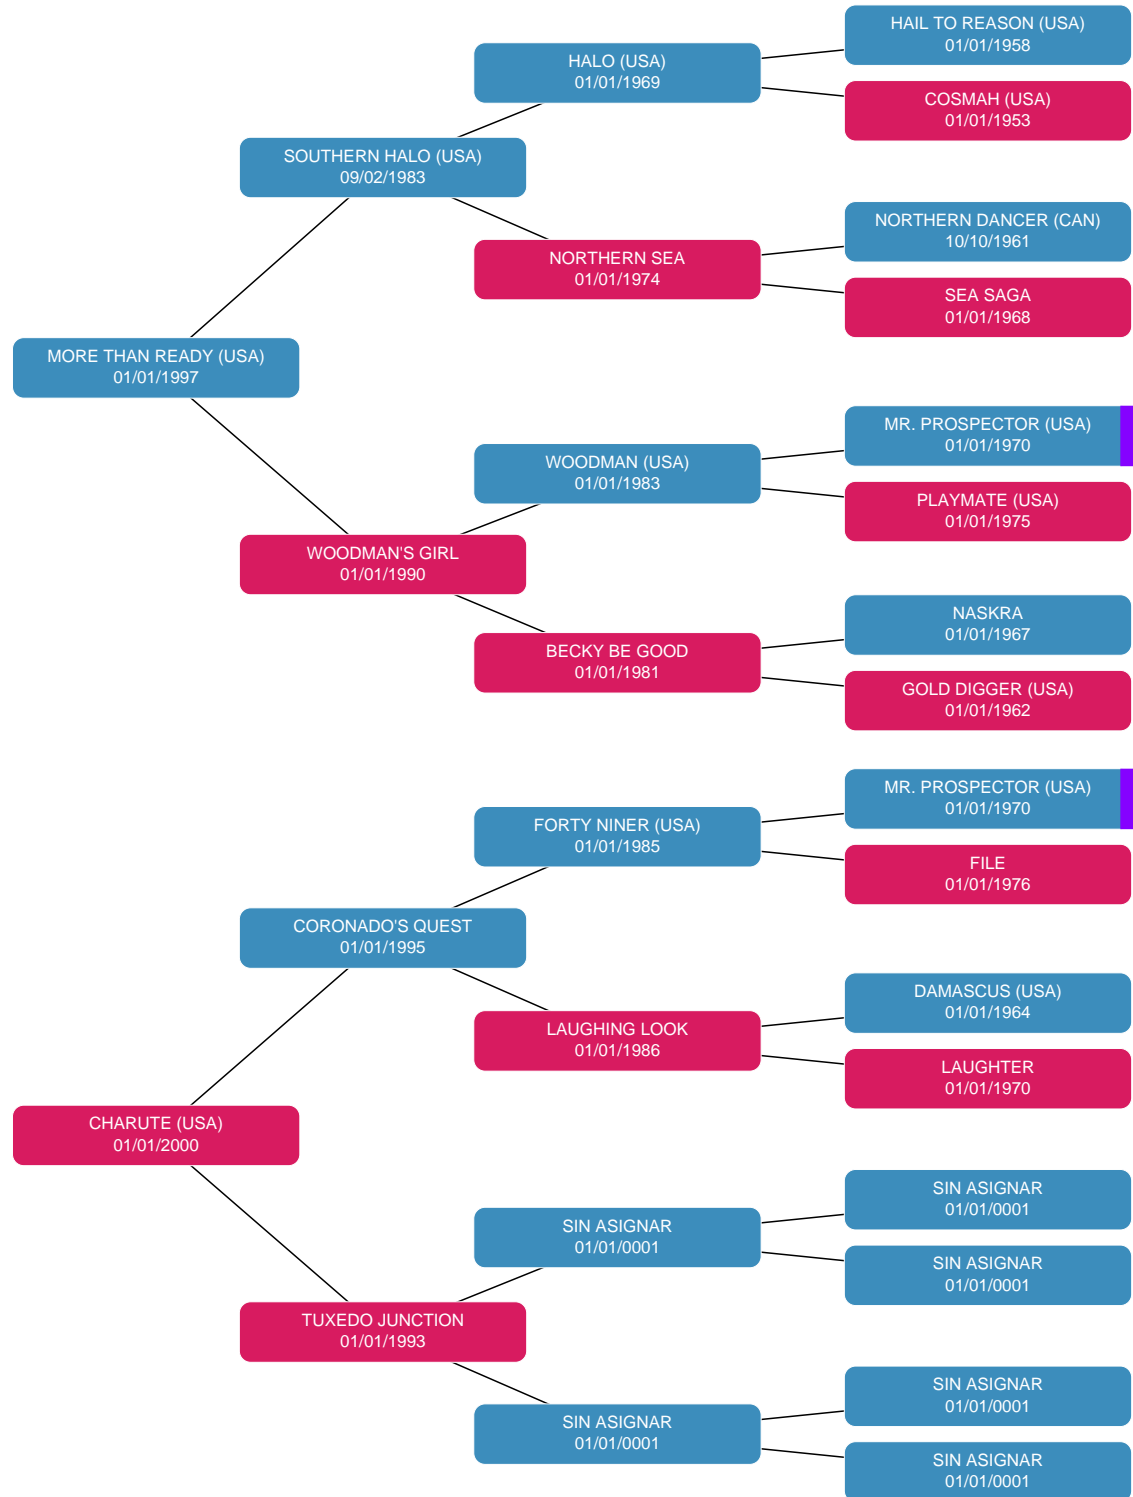 HAIL TO REASON (USA)
01/01/1958
HALO (USA)
01/01/1969
COSMAH (USA)
01/01/1953
SOUTHERN HALO (USA)
09/02/1983
NORTHERN DANCER (CAN)
10/10/1961
NORTHERN SEA
01/01/1974
SEA SAGA
01/01/1968
MORE THAN READY (USA)
01/01/1997
MR. PROSPECTOR (USA)
01/01/1970
WOODMAN (USA)
01/01/1983
PLAYMATE (USA)
01/01/1975
WOODMAN'S GIRL
01/01/1990
NASKRA
01/01/1967
BECKY BE GOOD
01/01/1981
GOLD DIGGER (USA)
01/01/1962
MR. PROSPECTOR (USA)
01/01/1970
FORTY NINER (USA)
01/01/1985
FILE
01/01/1976
CORONADO'S QUEST
01/01/1995
DAMASCUS (USA)
01/01/1964
LAUGHING LOOK
01/01/1986
LAUGHTER
01/01/1970
CHARUTE (USA)
01/01/2000
SIN ASIGNAR
01/01/0001
SIN ASIGNAR
01/01/0001
SIN ASIGNAR
01/01/0001
TUXEDO JUNCTION
01/01/1993
SIN ASIGNAR
01/01/0001
SIN ASIGNAR
01/01/0001
SIN ASIGNAR
01/01/0001